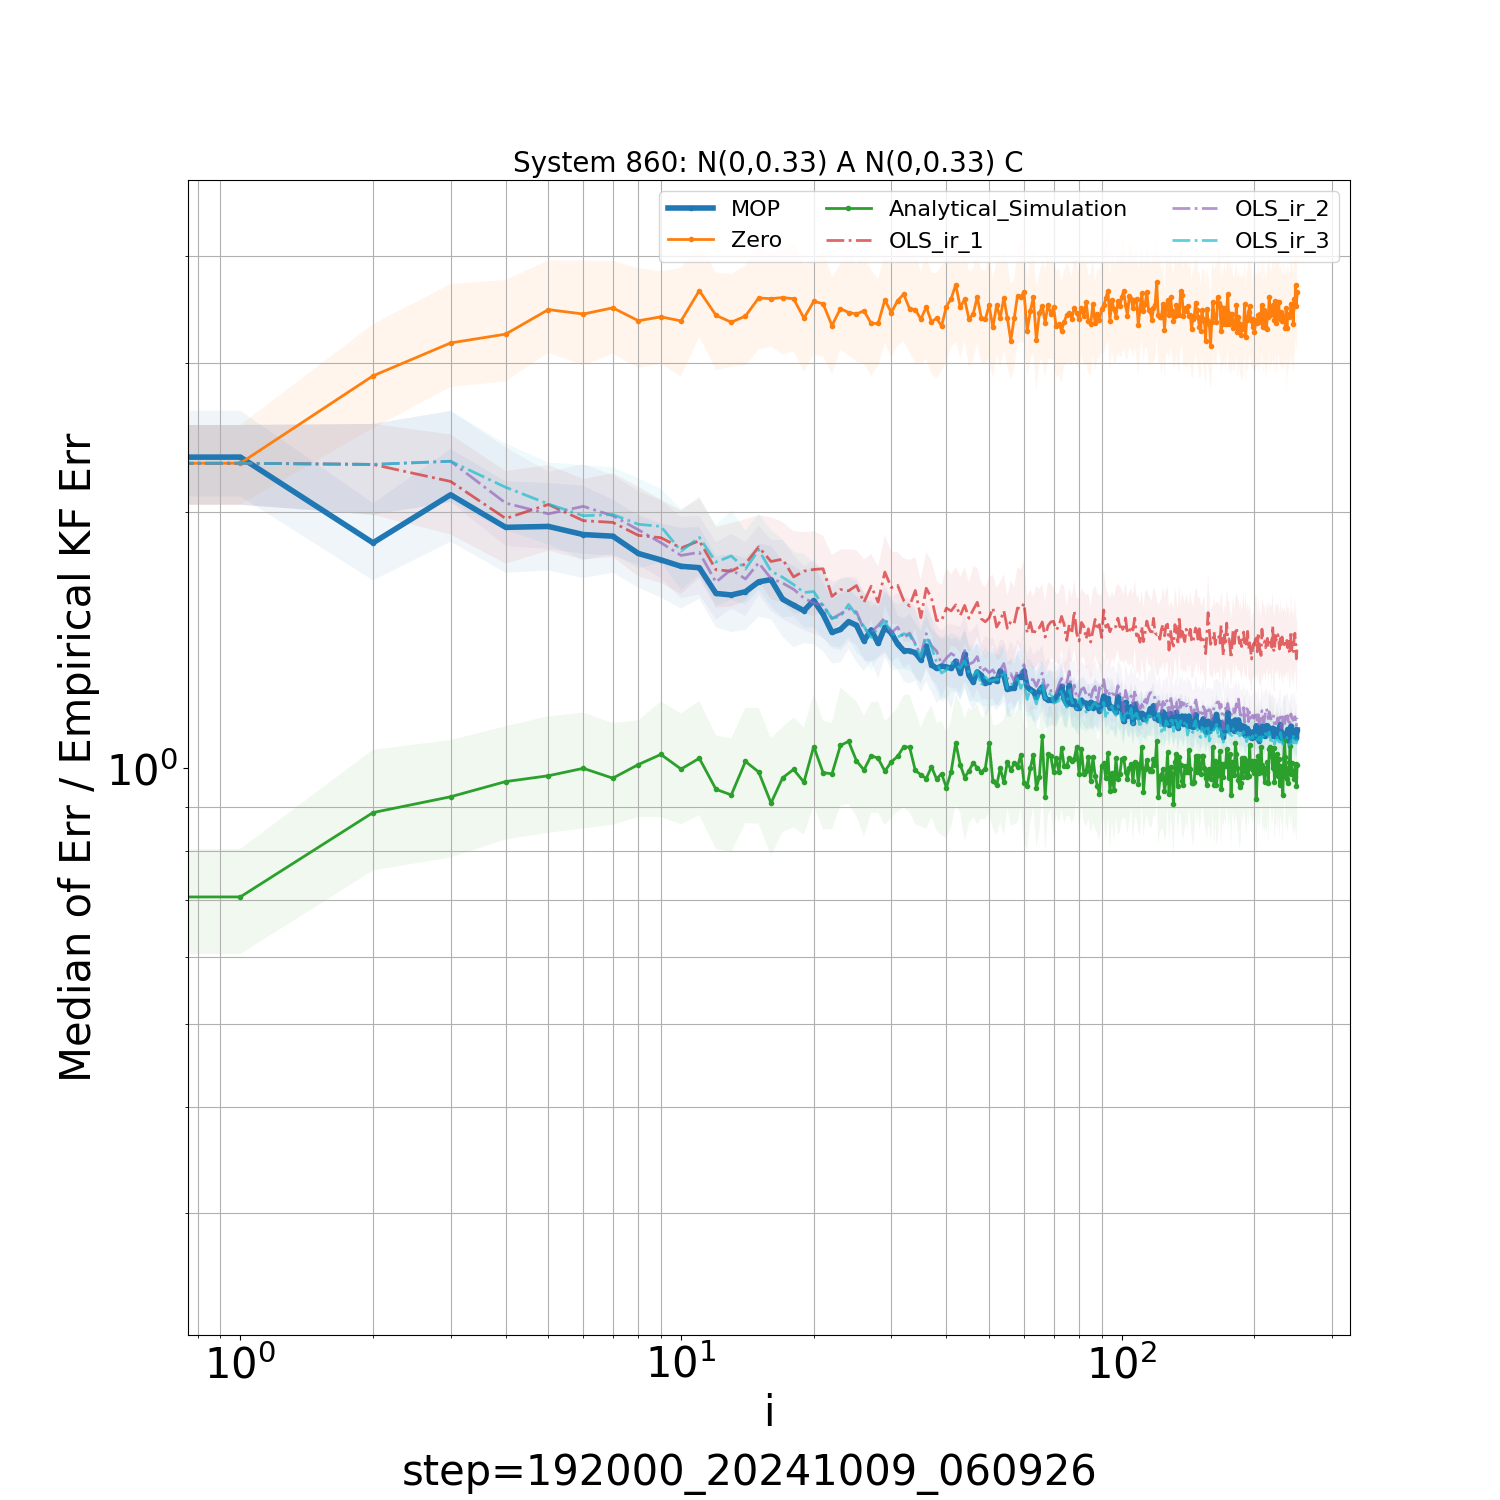 System 860: N(0,0.33) A N(0,0.33) C
MOP
Zero
Analytical_Simulation
OLS_ir_1
OLS_ir_2
OLS_ir_3
Median of Err / Empirical KF Err
10⁰
10⁰
10¹
10²
i
step=192000_20241009_060926